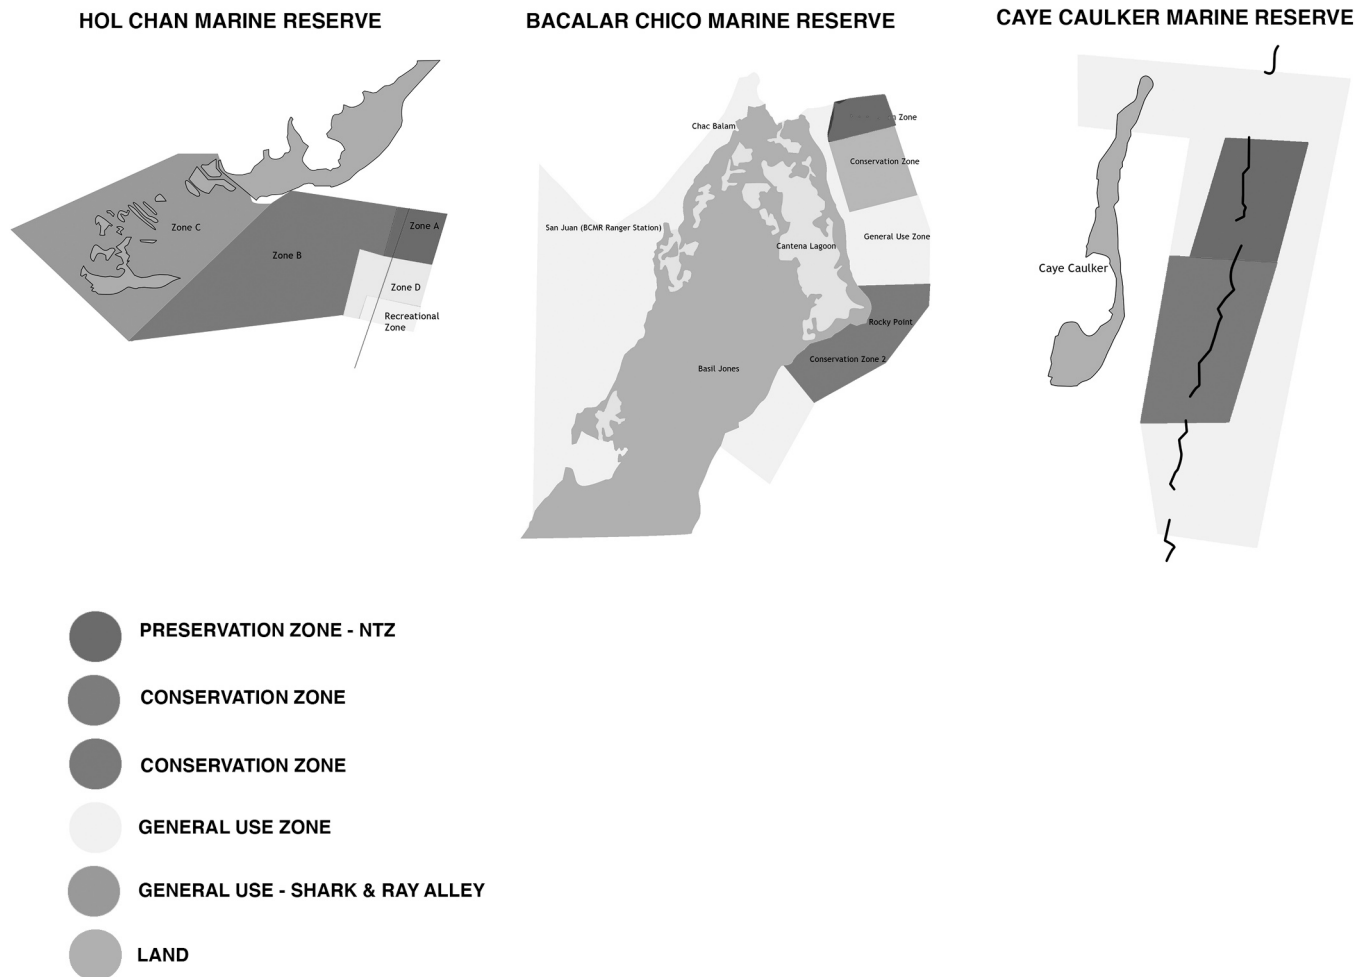 HOL CHAN MARINE RESERVE
BACALAR CHICO MARINE RESERVE
CAYE CAULKER MARINE RESERVE
Zone A
Zone C
Zone B
Zone D
Recreational
Zone
Chac Balam
Zone
Conservation Zone
San Juan (BCMR Ranger Station)
General Use Zone
Cantena Lagoon
Rocky Point
Conservation Zone 2
Basil Jones
Caye Caulker
PRESERVATION ZONE - NTZ
CONSERVATION ZONE
CONSERVATION ZONE
GENERAL USE ZONE
GENERAL USE - SHARK & RAY ALLEY
LAND